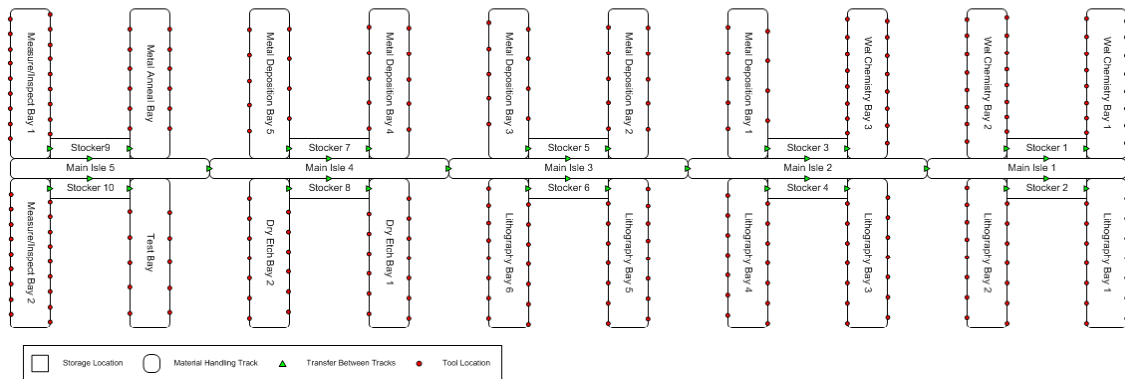 Measure/Inspect Bay 1
Metal Anneal Bay
Metal Deposition Bay 5
Metal Deposition Bay 4
Metal Deposition Bay 3
Metal Deposition Bay 2
Metal Deposition Bay 1
Wet Chemistry Bay 3
Wet Chemistry Bay 2
Wet Chemistry Bay 1
Stocker9
Stocker 7
Stocker 5
Stocker 3
Stocker 1
Main Isle 5
Main Isle 4
Main Isle 3
Main Isle 2
Main Isle 1
Stocker 10
Stocker 8
Stocker 6
Stocker 4
Stocker 2
Measure/Inspect Bay 2
Test Bay
Dry Etch Bay 2
Dry Etch Bay 1
Lithography Bay 6
Lithography Bay 5
Lithography Bay 4
Lithography Bay 3
Lithography Bay 2
Lithography Bay 1
Storage Location
Material Handling Track
Transfer Between Tracks
Tool Location